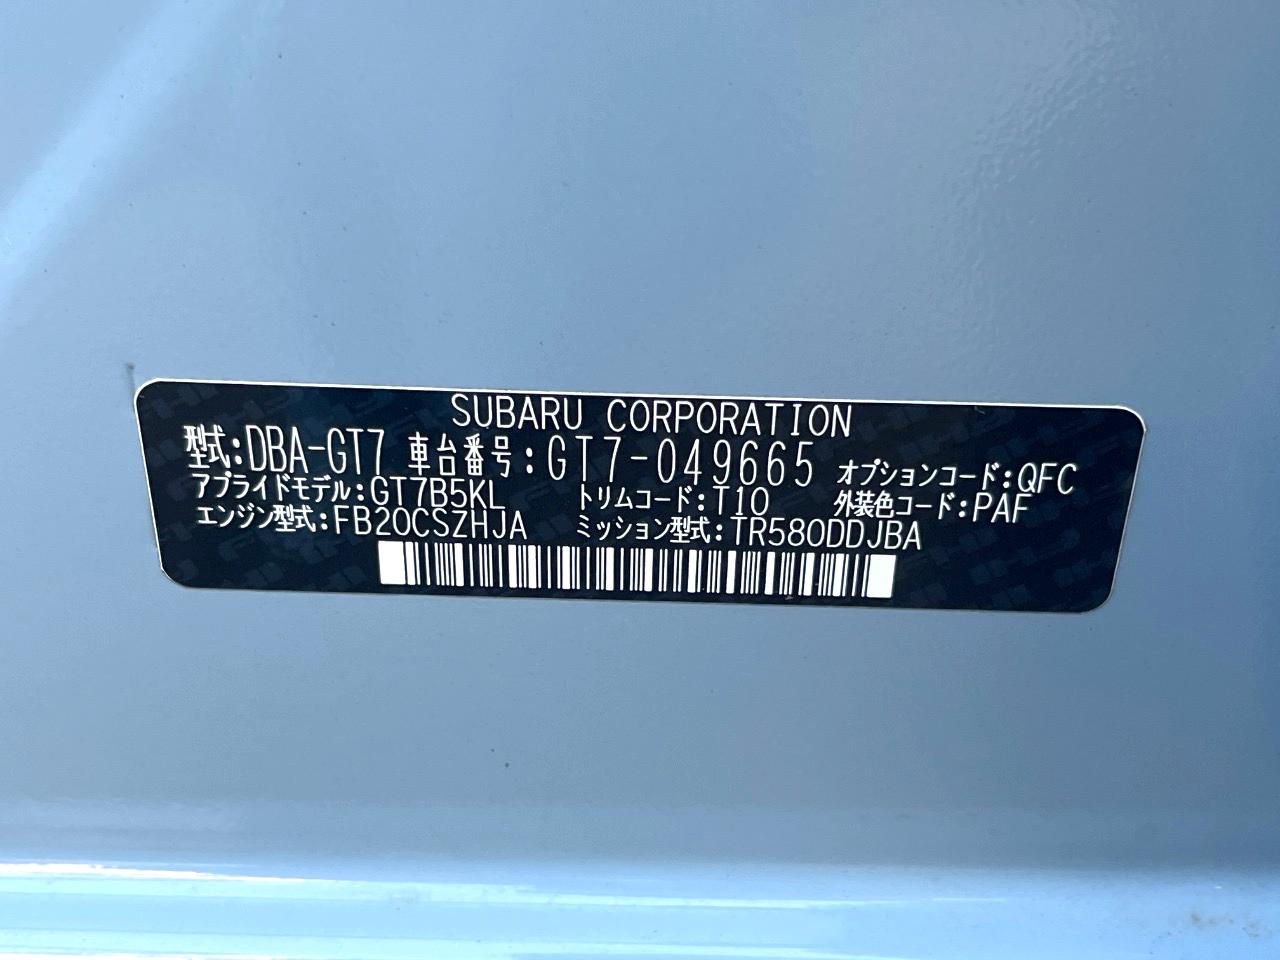 SUBARU CORPORATION
型式:DBA-GT7 車台番号:GT7-049665 オプションコード:QFC
アプライドモデル:GT7B5KL トリムコード:T10 外装色コード:PAF
エンジン型式:FB20CSZHJA ミッション型式:TR580DDJBA